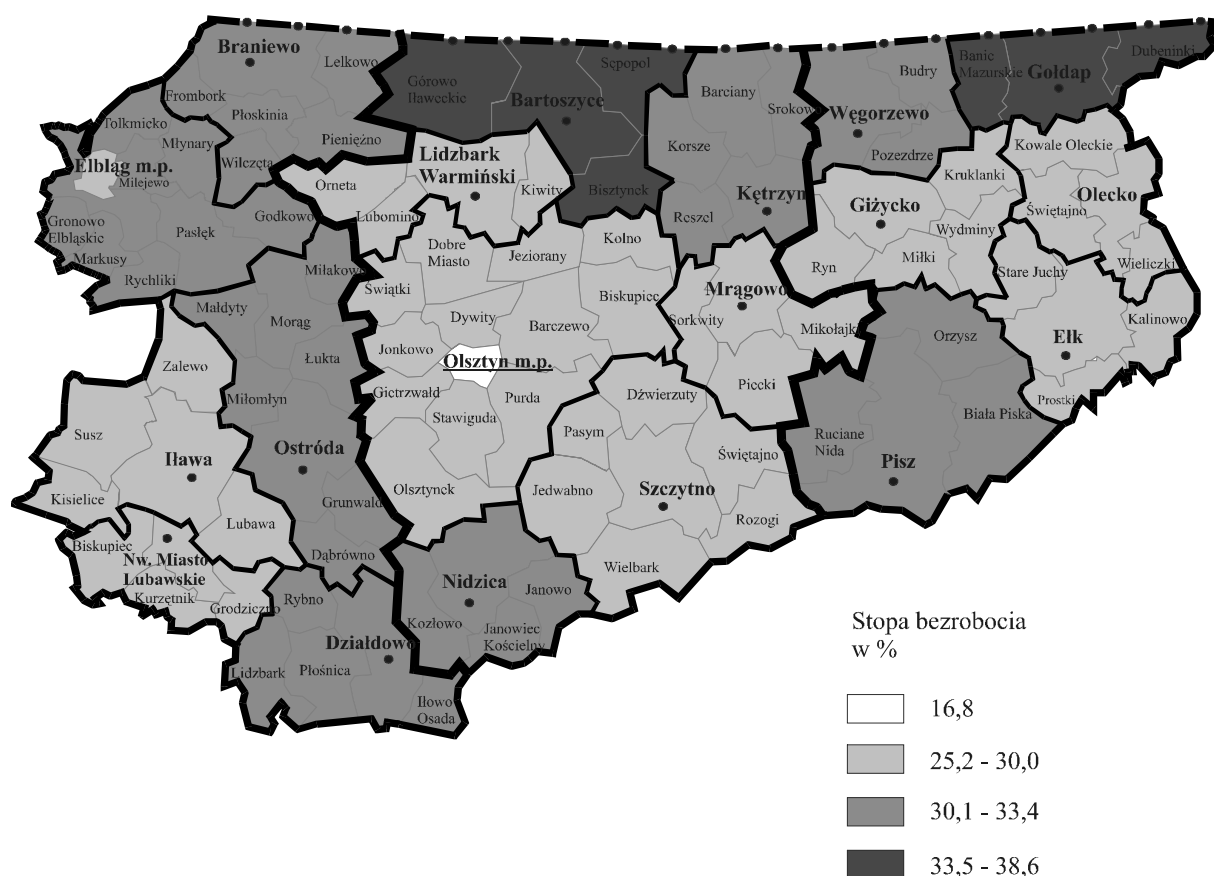 Braniewo
Lelkowo
Sępopol
Banie
Mazurskie
Dubeninki
Górowo
Iławeckie
Bartoszyce
Barciany
Budry
Gołdap
Frombork
Płoskinia
Srokowo
Węgorzewo
Tolkmicko
Młynary
Pieniężno
Korsze
Pozezdrze
Kowale Oleckie
Elbląg m.p.
Wilczęta
Lidzbark
Warmiński
Milejewo
Orneta
Kiwity
Bisztynek
Kętrzyn
Kruklanki
Olecko
Gronowo
Elbląskie
Godkowo
Lubomino
Reszel
Giżycko
Świętajno
Pasłęk
Markusy
Dobre
Miasto
Jeziorany
Kolno
Wydminy
Rychliki
Miłakowo
Ryn
Miłki
Stare Juchy
Wieliczki
Świątki
Biskupiec
Mrągowo
Małdyty
Morąg
Dywity
Barczewo
Sorkwity
Mikołajki
Orzysz
Ełk
Kalinowo
Zalewo
Łukta
Jonkowo
Olsztyn m.p.
Piecki
Miłomłyn
Gietrzwałd
Purda
Dźwierzuty
Prostki
Susz
Stawiguda
Pasym
Ruciane
Nida
Biała Piska
Iława
Ostróda
Świętajno
Pisz
Kisielice
Olsztynek
Jedwabno
Szczytno
Lubawa
Grunwald
Rozogi
Biskupiec
Nw. Miasto
Lubawskie
Dąbrówno
Wielbark
Kurzętnik
Grodziczno
Rybno
Nidzica
Janowo
Kozłowo
Janowiec
Kościelny
Działdowo
Lidzbark
Płośnica
Iłowo
Osada
Stopa bezrobocia
w %
16,8
25,2 - 30,0
30,1 - 33,4
33,5 - 38,6